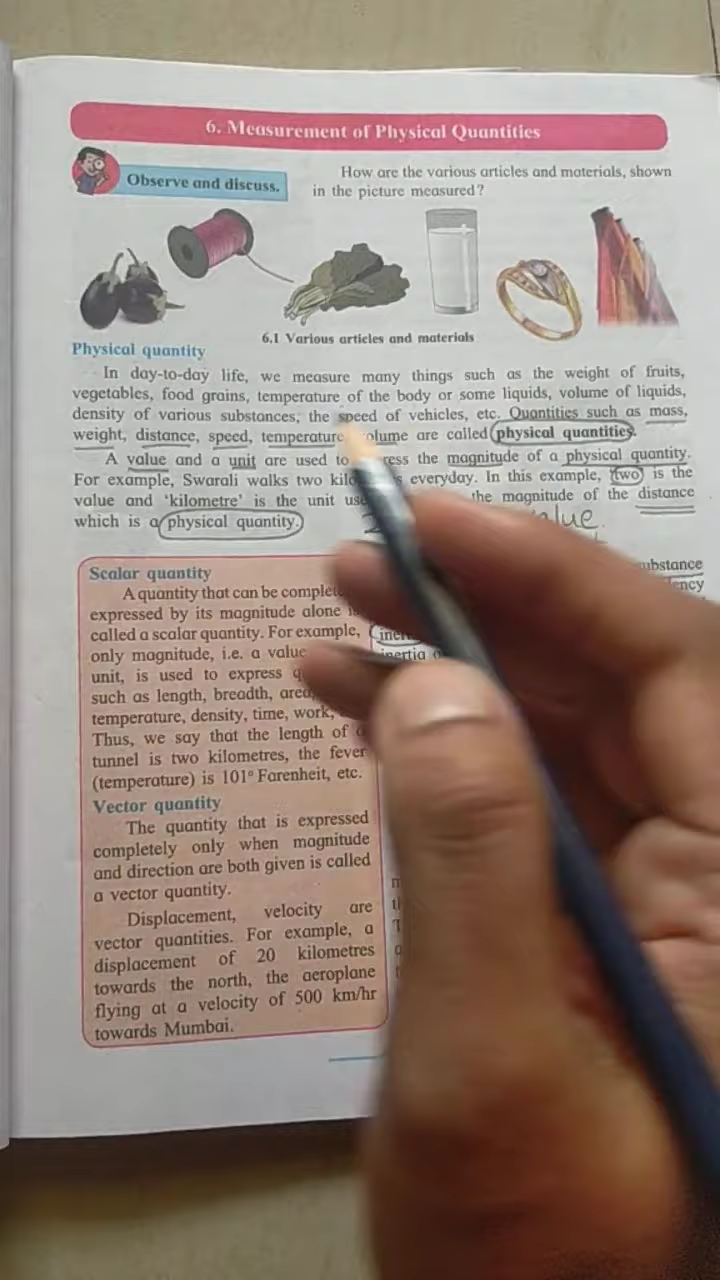 6. Measurement of Physical Quantities
Observe and discuss.
How are the various articles and materials, shown
in the picture measured?
6.1 Various articles and materials
Physical quantity
In day-to-day life, we measure many things such as the weight of fruits,
vegetables, food grains, temperature of the body or some liquids, volume of liquids,
density of various substances, the speed of vehicles, etc. Quantities such as mass,
weight, distance, speed, temperature, are called physical quantities.
A value and a unit are used to the magnitude of a physical quantity.
For example, Swarali walks two everyday. In this example, (two) is the
value and 'kilometre' is the unit the magnitude of the distance
which is a physical quantity.
Scalar quantity
A quantity that can be
expressed by its magnitude alone
called a scalar quantity. For example,
only magnitude, i.e. a value
unit, is used to express
such as length, breadth,
temperature, density, time, work,
Thus, we say that the length of
tunnel is two kilometres, the fever
(temperature) is 101° Farenheit, etc.
Vector quantity
The quantity that is expressed
completely only when magnitude
and direction are both given is called
a vector quantity.
Displacement, velocity are
vector quantities. For example, a
displacement of 20 kilometres
towards the north, the aeroplane
flying at a velocity of 500 km/hr
towards Mumbai.